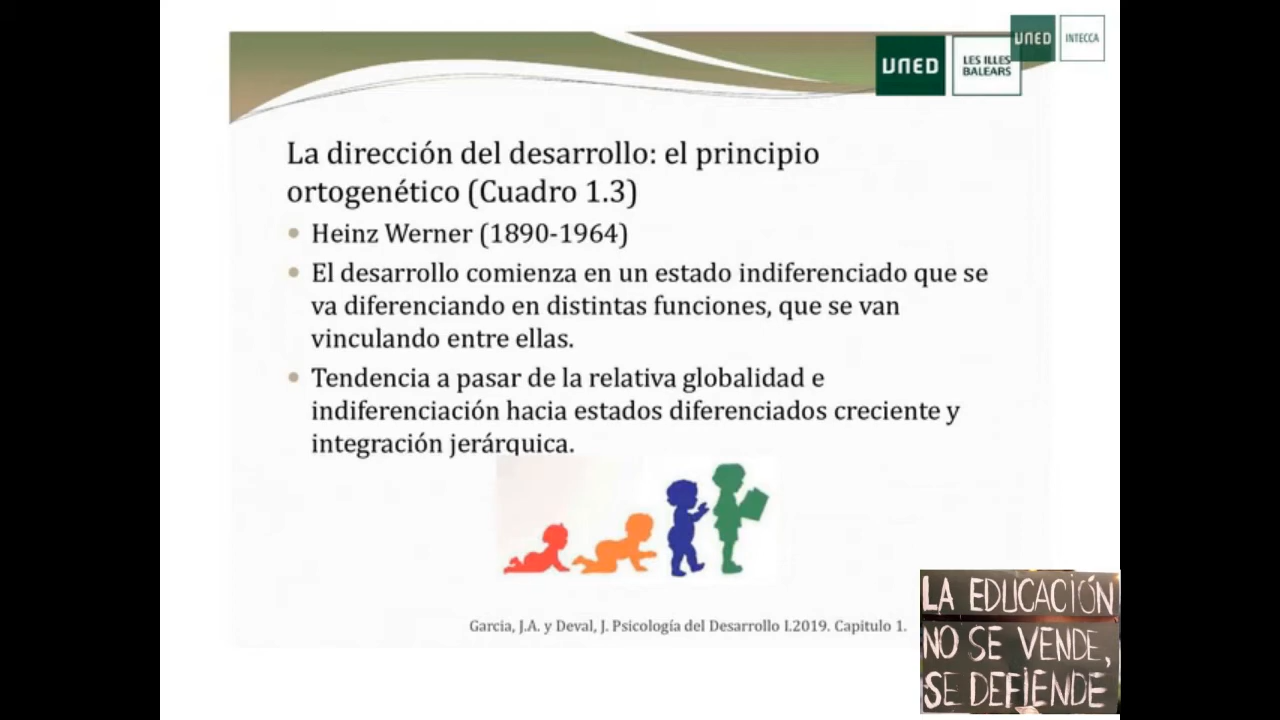 UNED
INTECCA
UNED
LES ILLES
BALEARS
La dirección del desarrollo: el principio
ortogenético (Cuadro 1.3)
Heinz Werner (1890-1964)
El desarrollo comienza en un estado indiferenciado que se
va diferenciando en distintas funciones, que se van
vinculando entre ellas.
Tendencia a pasar de la relativa globalidad e
indiferenciación hacia estados diferenciados creciente y
integración jerárquica.
Garcia, J.A. y Deval, J. Psicología del Desarrollo I.2019. Capitulo 1.
LA EDUCACIÓN
NO SE VENDE,
SE DEFIENDE